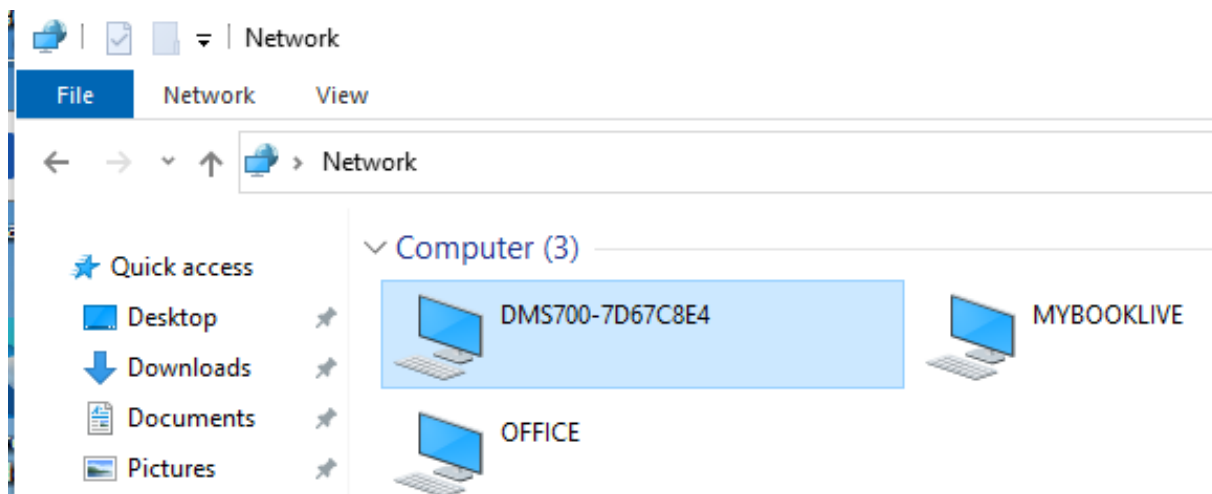 Network
File Network View
Network
Quick access
Desktop
Downloads
Documents
Pictures
Computer (3)
DMS700-7D67C8E4 MYBOOKLIVE
OFFICE